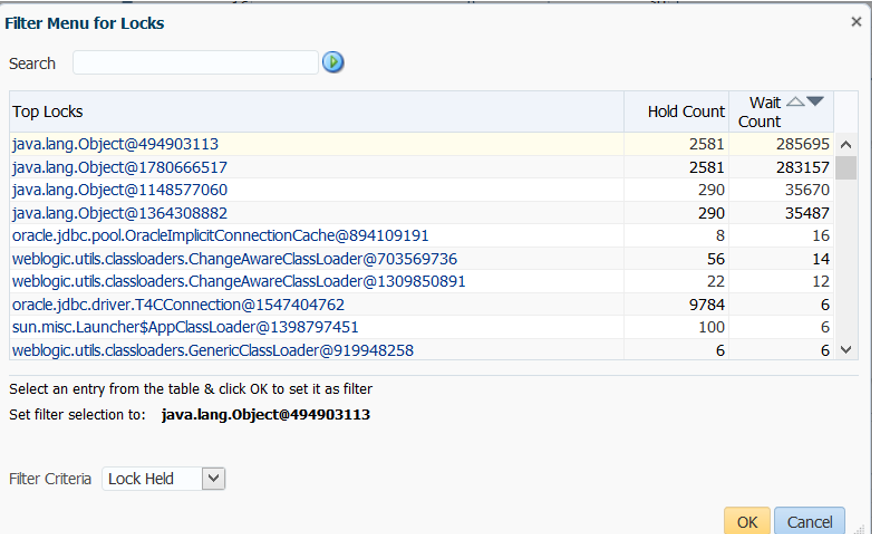 Filter Menu for Locks
Search
Top Locks Hold Count Wait Count
java.lang.Object@494903113 2581 285695
java.lang.Object@1780666517 2581 283157
java.lang.Object@1148577060 290 35670
java.lang.Object@1364308882 290 35487
oracle.jdbc.pool.OracleImplicitConnectionCache@894109191 8 16
weblogic.utils.classloaders.ChangeAwareClassLoader@703569736 56 14
weblogic.utils.classloaders.ChangeAwareClassLoader@1309850891 22 12
oracle.jdbc.driver.T4CConnection@1547404762 9784 6
sun.misc.Launcher$AppClassLoader@1398797451 100 6
weblogic.utils.classloaders.GenericClassLoader@919948258 6 6
Select an entry from the table & click OK to set it as filter
Set filter selection to: java.lang.Object@494903113
Filter Criteria Lock Held
OK Cancel